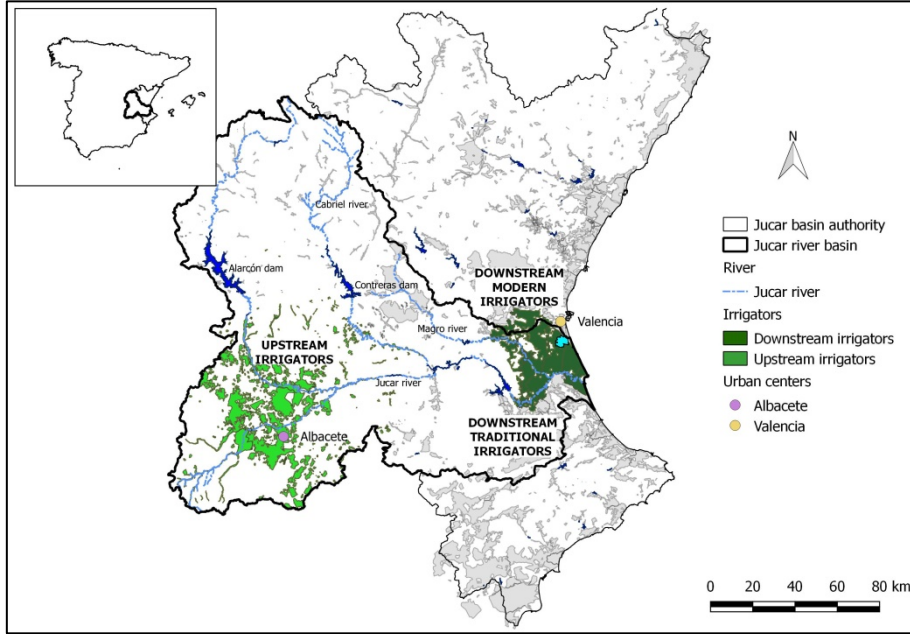 N
Cabriel river
Alarcón dam
Contreras dam
DOWNSTREAM
MODERN
IRRIGATORS
Valencia
Magro river
UPSTREAM
IRRIGATORS
Jucar river
DOWNSTREAM
TRADITIONAL
IRRIGATORS
Albacete
Jucar basin authority
Jucar river basin
River
Jucar river
Irrigators
Downstream irrigators
Upstream irrigators
Urban centers
Albacete
Valencia
0 20 40 60 80 km